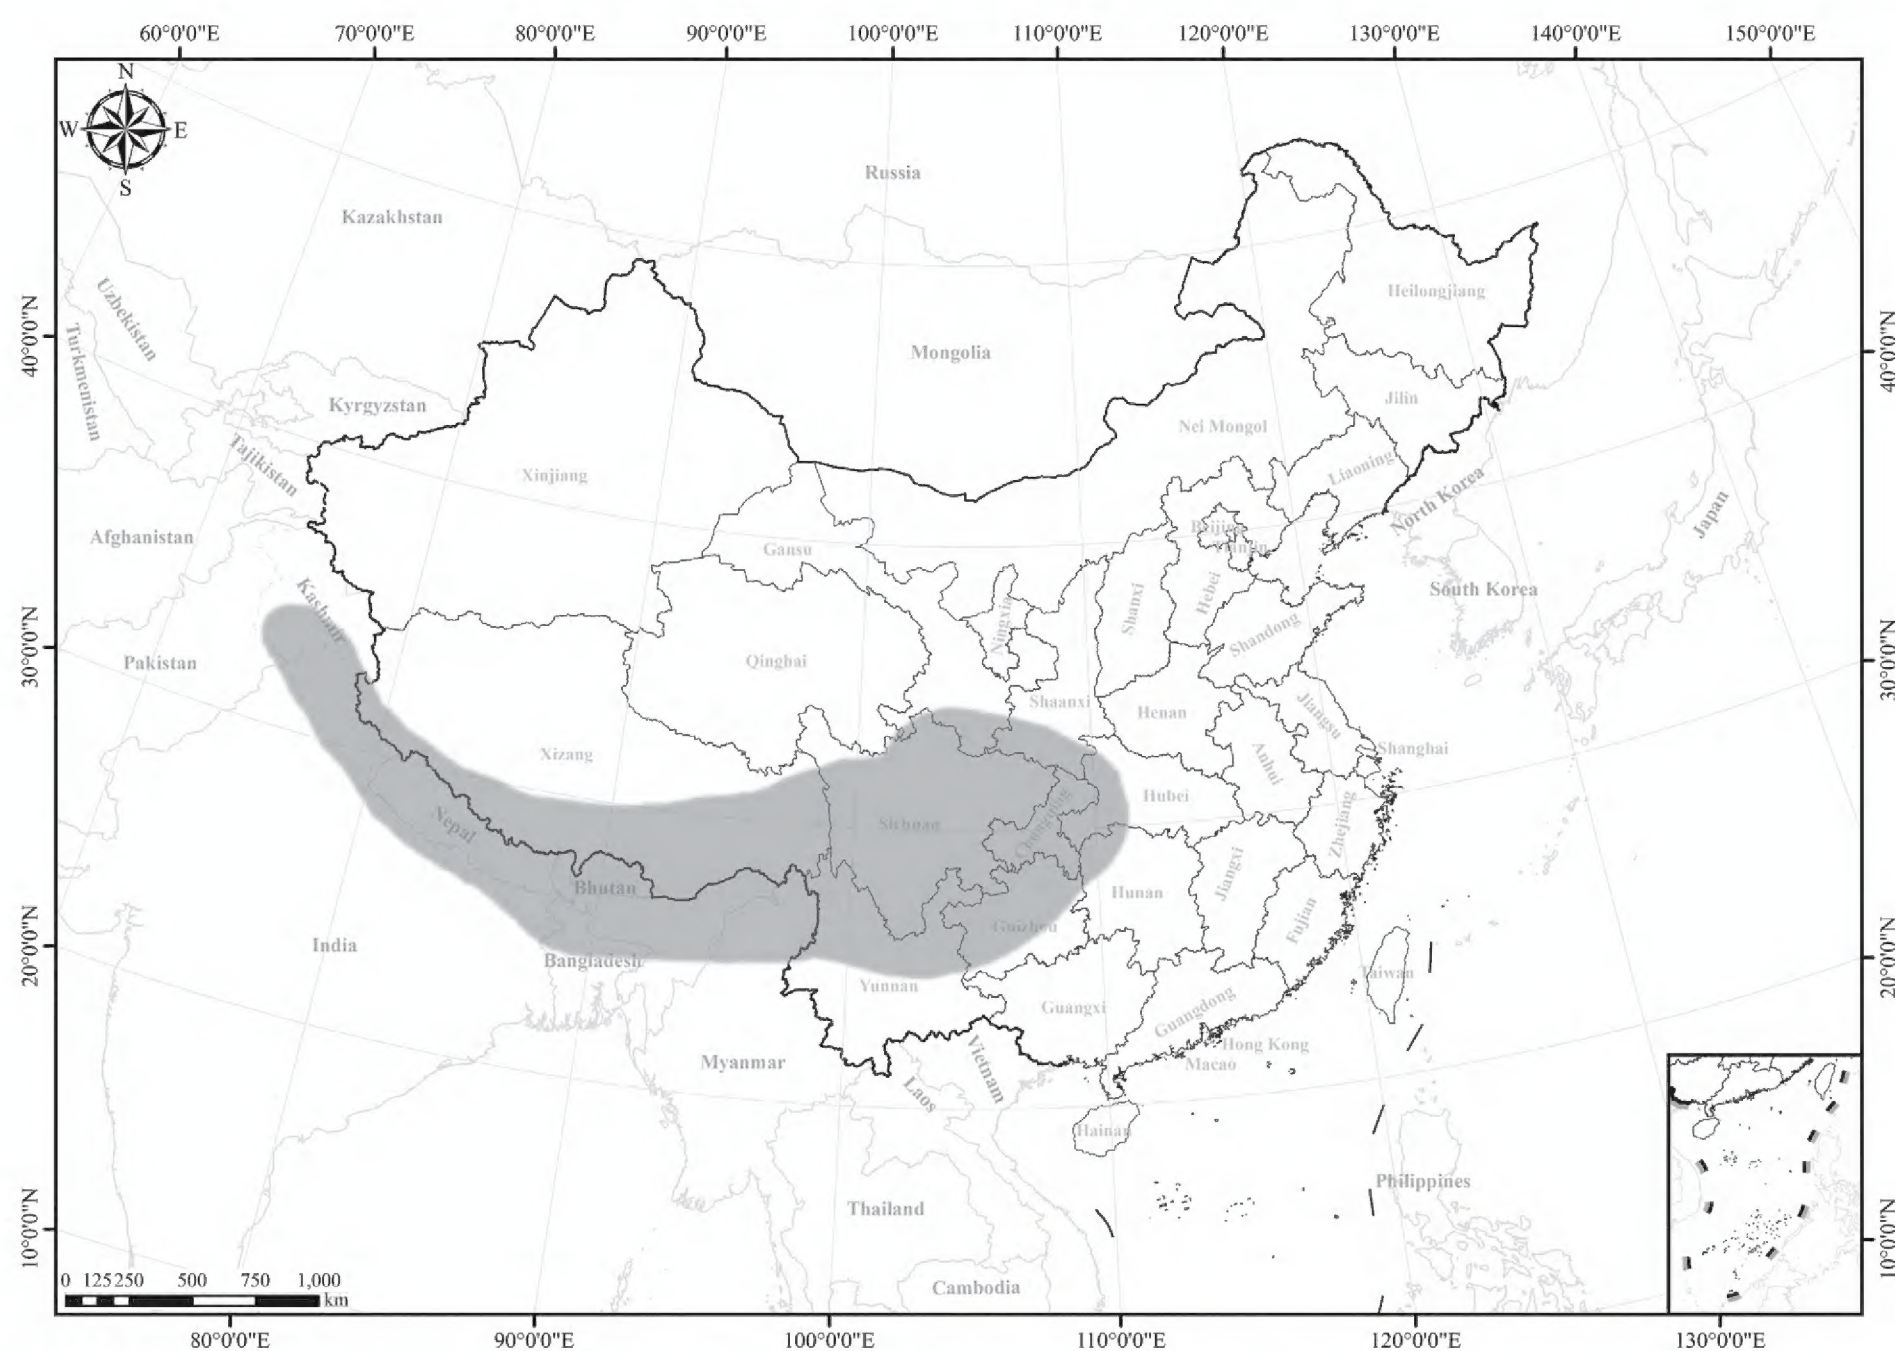 60°0'0"E 70°0'0"E 80°0'0"E 90°0'0"E 100°0'0"E 110°0'0"E 120°0'0"E 130°0'0"E 140°0'0"E 150°0'0"E
N
W E
S
Russia
Kazakhstan
Uzbekistan
Heilongjiang
40°0'0"N
40°0'0"N
Turkmenistan
Mongolia
Kyrgyzstan
Jilin
Nei Mongol
Tajikistan
Xinjiang
Liaoning
North Korea
Japan
Beijing
Afghanistan
Gansu
Tianjin
Kashmir
Ningxia
Shanxi
Hebei
South Korea
30°0'0"N
30°0'0"N
Pakistan
Qinghai
Shandong
Shaanxi
Henan
Jiangsu
Xizang
Anhui
Shanghai
Hubei
Nepal
Sichuan
Chongqing
Zhejiang
Bhutan
Hunan
Jiangxi
Guizhou
Fujian
20°0'0"N
20°0'0"N
India
Bangladesh
Taiwan
Yunnan
Guangxi
Guangdong
Hong Kong
Macao
Myanmar
Vietnam
Laos
Hainan
Philippines
Thailand
10°0'0"N
10°0'0"N
Cambodia
0 125 250 500 750 1,000
km
80°0'0"E 90°0'0"E 100°0'0"E 110°0'0"E 120°0'0"E 130°0'0"E